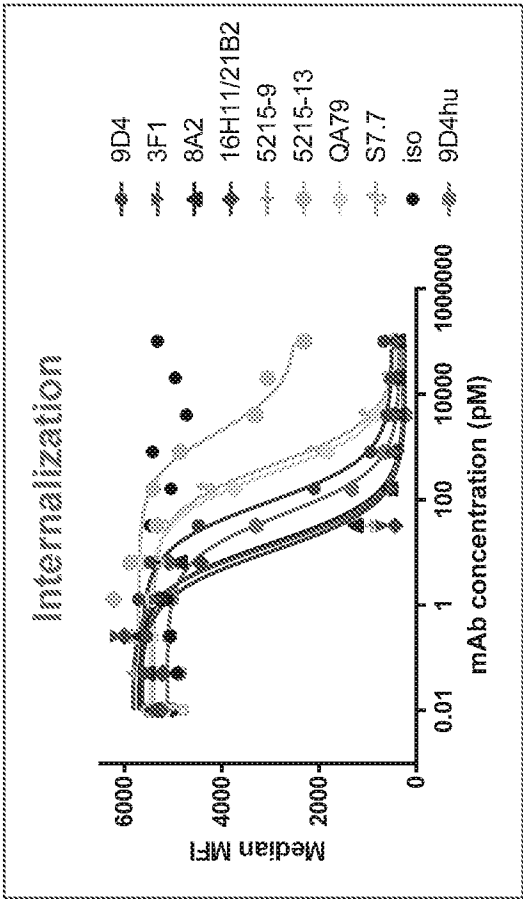 Internalization
6000
4000
2000
0
Median MFI
0.01
1
100
10000
1000000
mAb concentration (pM)
9D4
3F1
8A2
16H11/21B2
5215-9
5215-13
QA79
S7.7
iso
9D4hu